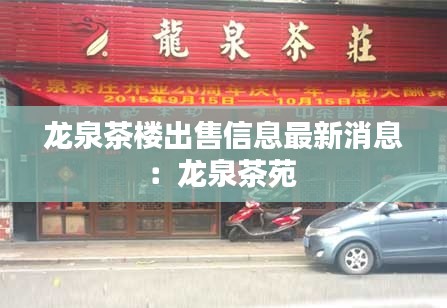 龍泉茶莊
泉茶庄开业20周年庆(一年一度)大酬宾
2015年9月15日——10月15日止
龙泉茶楼出售信息最新消息
：龙泉茶苑